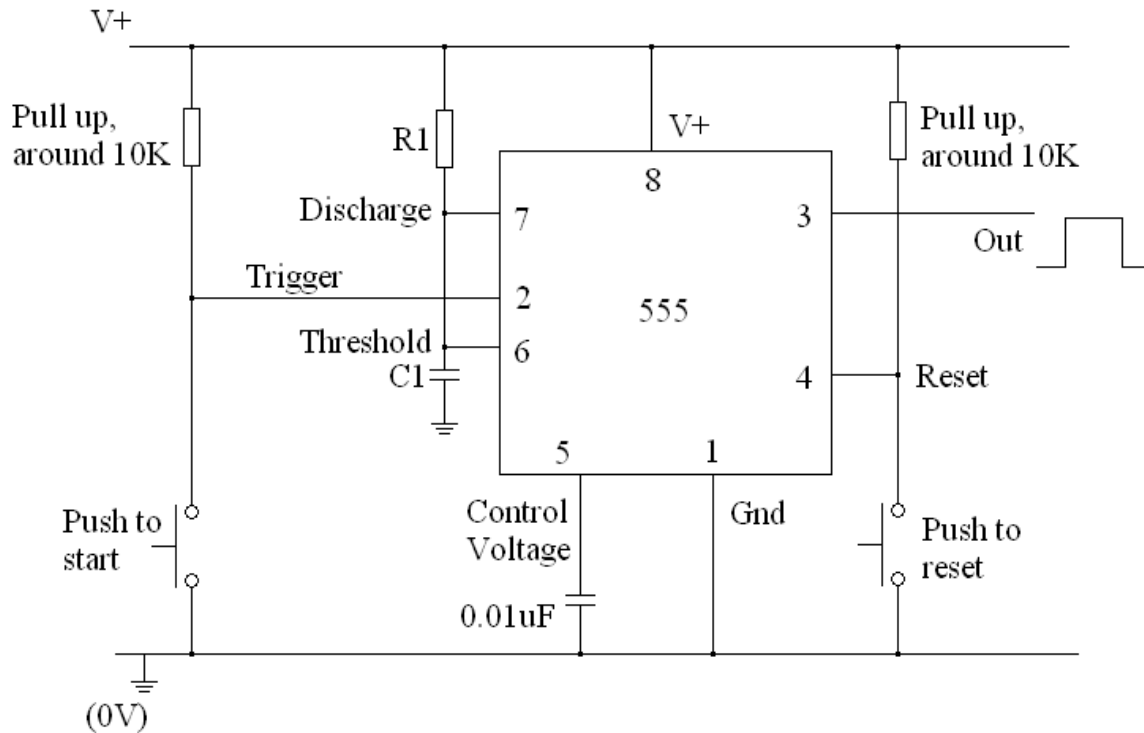 V+
Pull up,
around 10K
R1
V+
Pull up,
around 10K
8
Discharge
7
3
Out
Trigger
2
555
Threshold
6
C1
4
Reset
5
1
Push to
start
Control
Voltage
Gnd
Push to
reset
0.01uF
(0V)